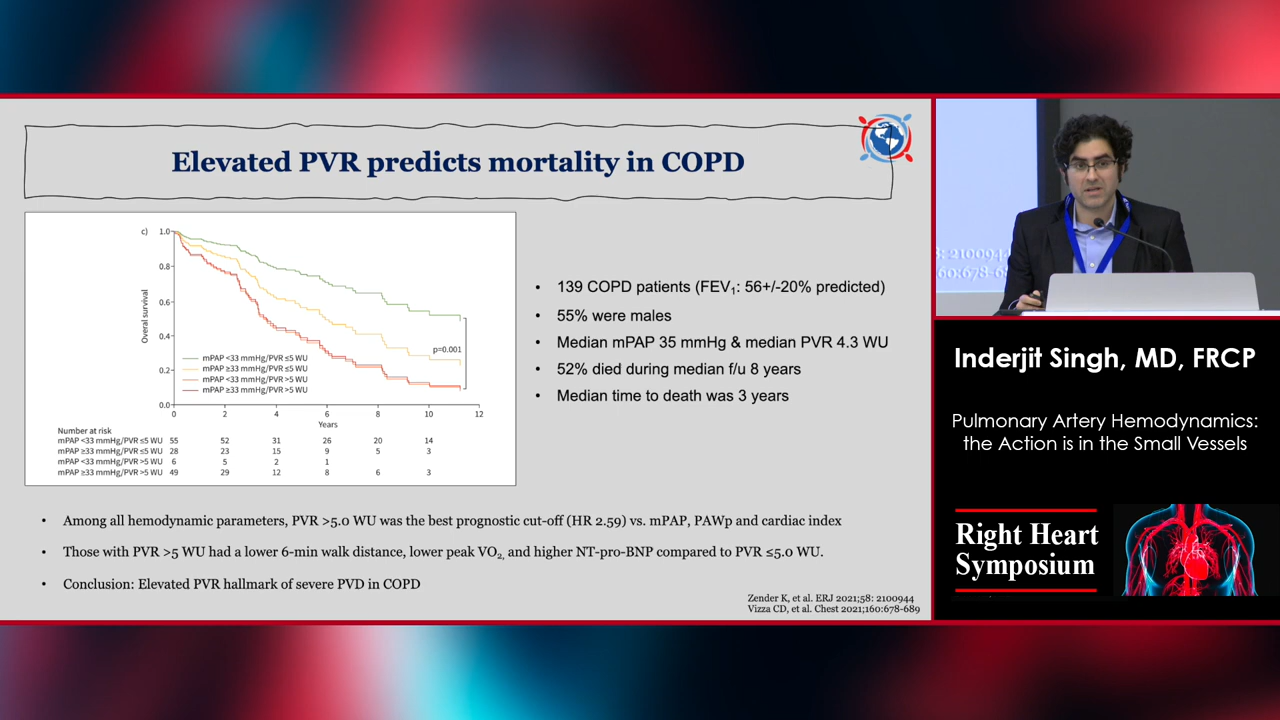 Elevated PVR predicts mortality in COPD
c)
1.0
0.8
0.6
0.4
0.2
0.0
Overal survival
p=0.001
mPAP <33 mmHg/PVR ≤5 WU
mPAP ≥33 mmHg/PVR ≤5 WU
mPAP <33 mmHg/PVR >5 WU
mPAP ≥33 mmHg/PVR >5 WU
0 2 4 6 8 10 12
Years
Number at risk
mPAP <33 mmHg/PVR ≤5 WU 55 52 31 26 20 14
mPAP ≥33 mmHg/PVR ≤5 WU 28 23 15 9 5 3
mPAP <33 mmHg/PVR >5 WU 6 5 2 1
mPAP ≥33 mmHg/PVR >5 WU 49 29 12 8 6 3
• 139 COPD patients (FEV₁: 56+/-20% predicted)
• 55% were males
• Median mPAP 35 mmHg & median PVR 4.3 WU
• 52% died during median f/u 8 years
• Median time to death was 3 years
• Among all hemodynamic parameters, PVR >5.0 WU was the best prognostic cut-off (HR 2.59) vs. mPAP, PAWp and cardiac index
• Those with PVR >5 WU had a lower 6-min walk distance, lower peak VO₂, and higher NT-pro-BNP compared to PVR ≤5.0 WU.
• Conclusion: Elevated PVR hallmark of severe PVD in COPD
Zender K, et al. ERJ 2021;58: 2100944
Vizza CD, et al. Chest 2021;160:678-689
8: 2100944
60:678-68
Inderjit Singh, MD, FRCP
Pulmonary Artery Hemodynamics:
the Action is in the Small Vessels
Right Heart
Symposium